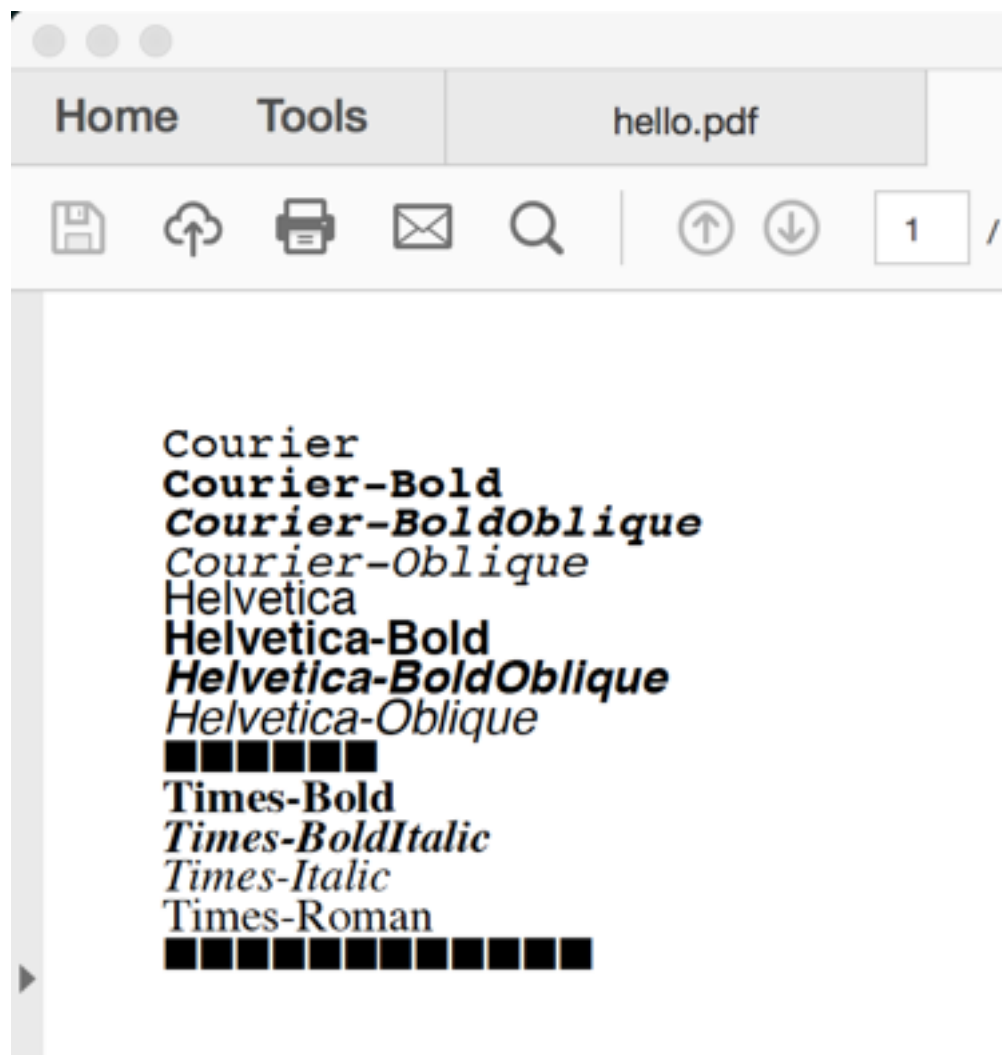 Home Tools hello.pdf
1 /
Courier
Courier-Bold
Courier-BoldOblique
Courier-Oblique
Helvetica
Helvetica-Bold
Helvetica-BoldOblique
Helvetica-Oblique
■■■■■■
Times-Bold
Times-BoldItalic
Times-Italic
Times-Roman
■■■■■■■■■■■■